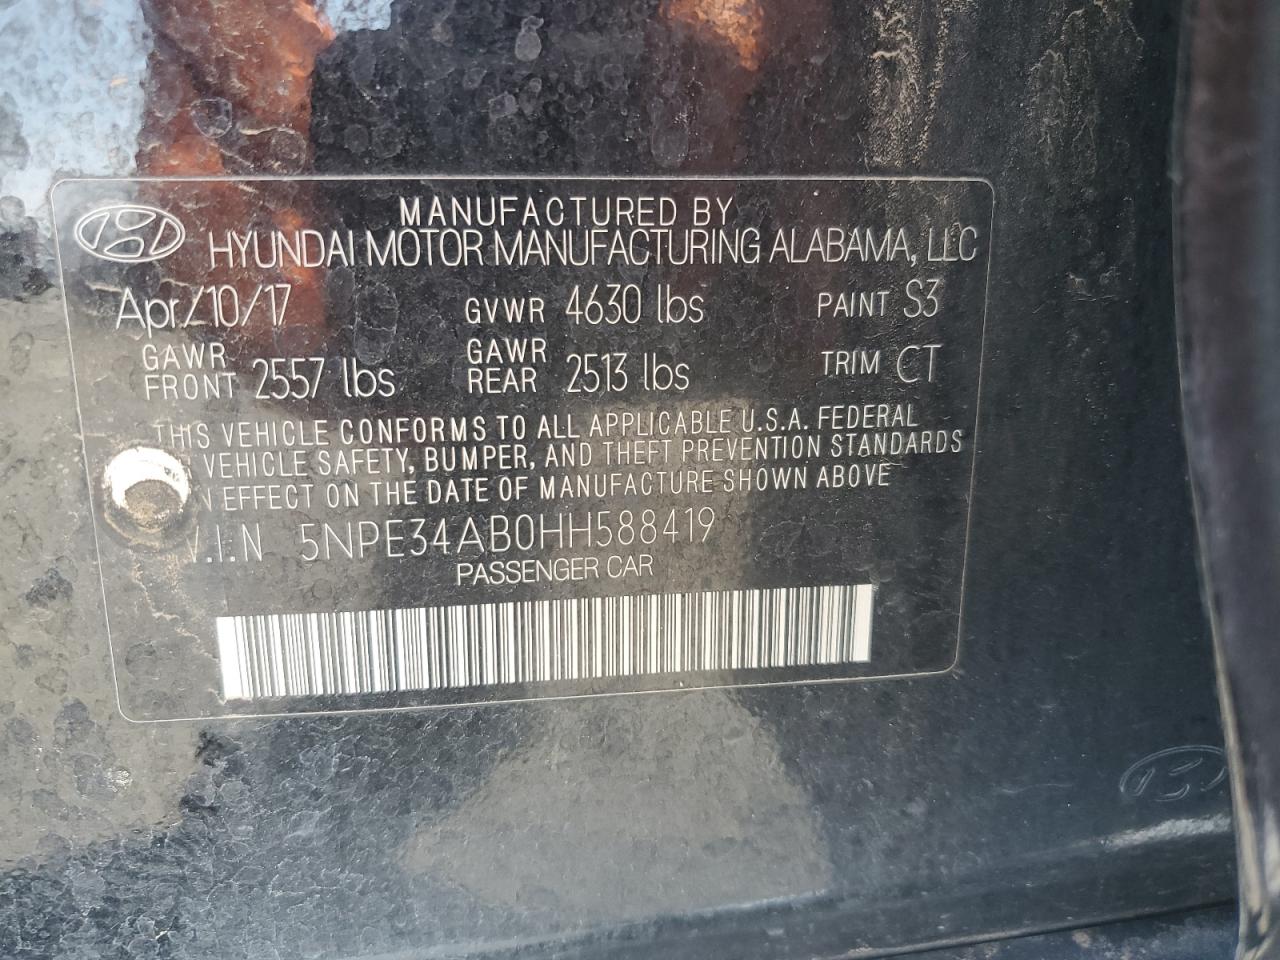 MANUFACTURED BY
HYUNDAI MOTOR MANUFACTURING ALABAMA, LLC
Apr/10/17 GVWR 4630 lbs PAINT S3
GAWR FRONT 2557 lbs GAWR REAR 2513 lbs TRIM CT
THIS VEHICLE CONFORMS TO ALL APPLICABLE U.S.A. FEDERAL
VEHICLE SAFETY, BUMPER, AND THEFT PREVENTION STANDARDS
IN EFFECT ON THE DATE OF MANUFACTURE SHOWN ABOVE
V.I.N 5NPE34AB0HH588419
PASSENGER CAR